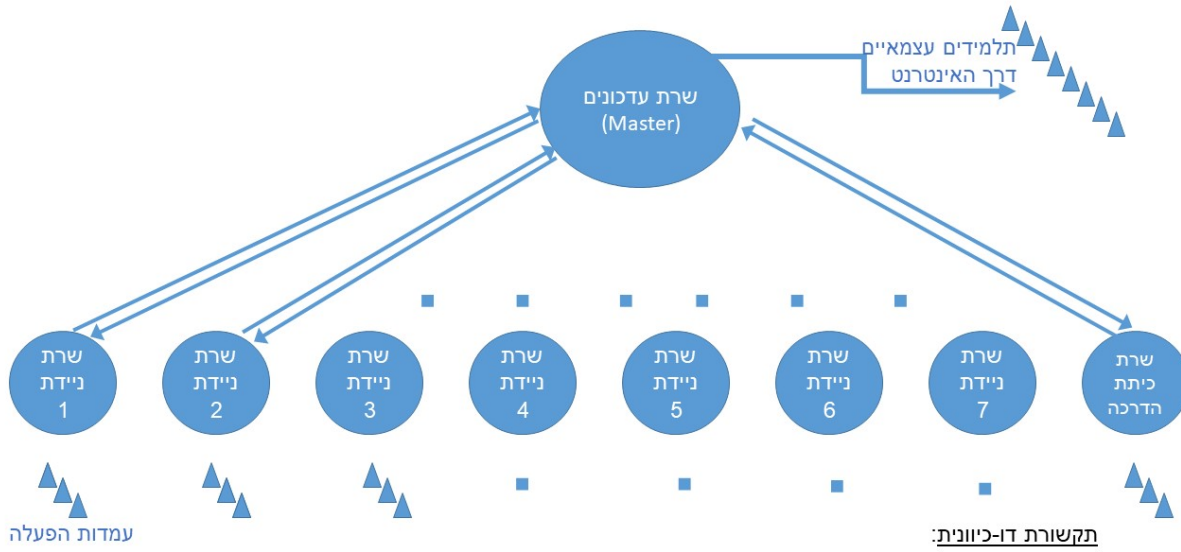 תלמידים עצמאיים
דרך האינטרנט
שרת עדכונים
(Master)
שרת
ניידת
1
שרת
ניידת
2
שרת
ניידת
3
שרת
ניידת
4
שרת
ניידת
5
שרת
ניידת
6
שרת
ניידת
7
שרת
כיתת
הדרכה
עמדות הפעלה
תקשורת דו-כיוונית: